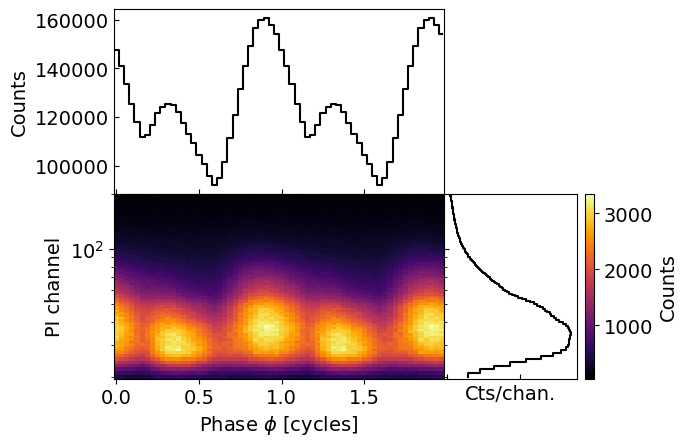 160000
140000
120000
100000
Counts
10²
PI channel
0.0 0.5 1.0 1.5
Phase ϕ [cycles]
Cts/chan.
3000
2000
1000
Counts